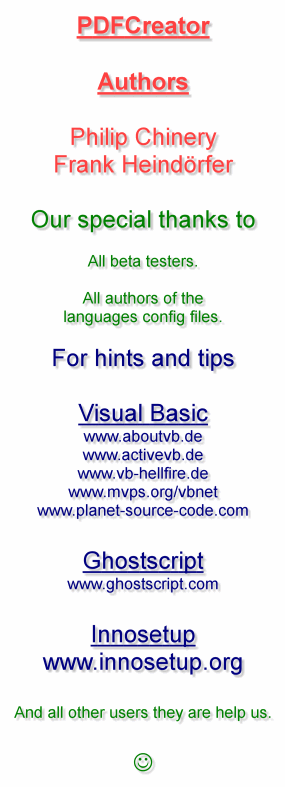 PDFCreator
Authors
Philip Chinery
Frank Heindörfer
Our special thanks to
All beta testers.
All authors of the
languages config files.
For hints and tips
Visual Basic
www.aboutvb.de
www.activevb.de
www.vb-hellfire.de
www.mvps.org/vbnet
www.planet-source-code.com
Ghostscript
www.ghostscript.com
Innosetup
www.innosetup.org
And all other users they are help us.
☺